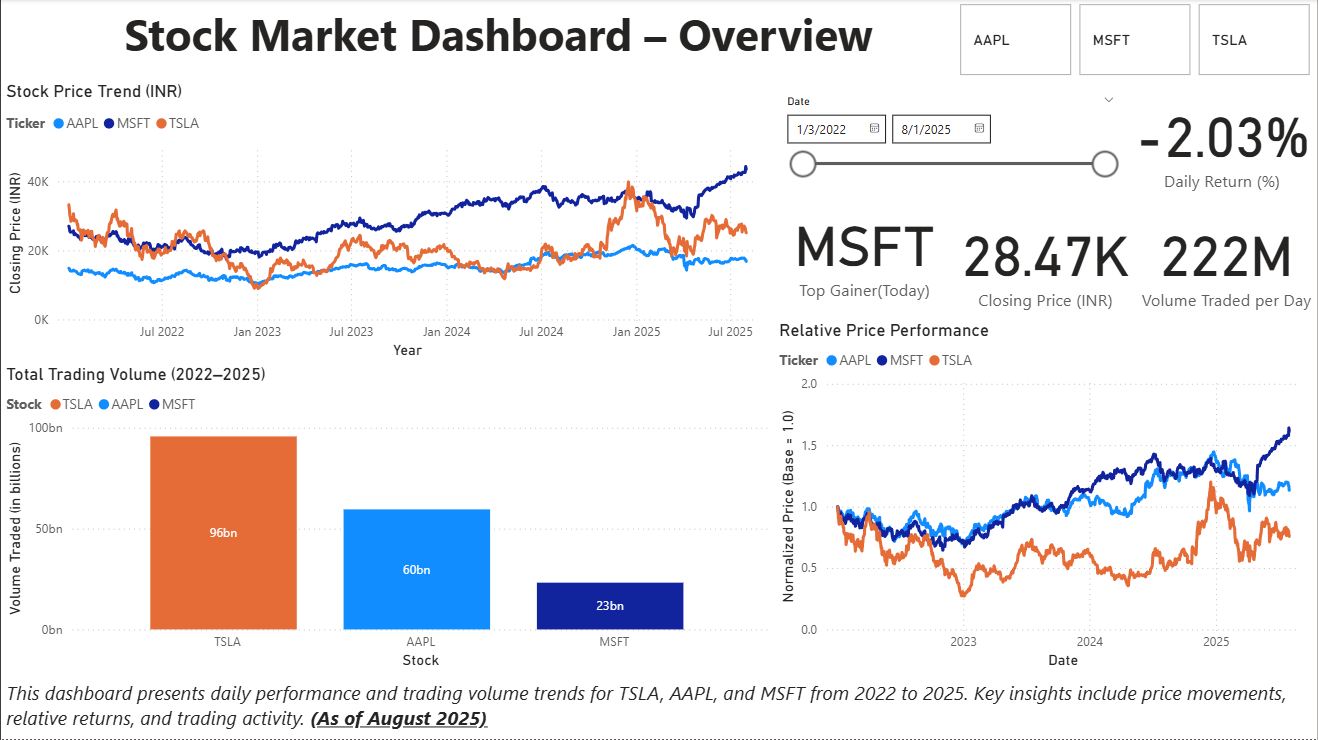 Stock Market Dashboard – Overview
AAPL
MSFT
TSLA
Stock Price Trend (INR)
Ticker AAPL MSFT TSLA
Closing Price (INR)
40K
20K
0K
Jul 2022 Jan 2023 Jul 2023 Jan 2024 Jul 2024 Jan 2025 Jul 2025
Year
Date
1/3/2022 8/1/2025
-2.03%
Daily Return (%)
MSFT
Top Gainer(Today)
28.47K
Closing Price (INR)
222M
Volume Traded per Day
Total Trading Volume (2022–2025)
Stock TSLA AAPL MSFT
Volume Traded (in billions)
100bn
50bn
0bn
96bn
60bn
23bn
TSLA AAPL MSFT
Stock
Relative Price Performance
Ticker AAPL MSFT TSLA
Normalized Price (Base = 1.0)
2.0
1.5
1.0
0.5
0.0
2023 2024 2025
Date
This dashboard presents daily performance and trading volume trends for TSLA, AAPL, and MSFT from 2022 to 2025. Key insights include price movements,
relative returns, and trading activity. (As of August 2025)